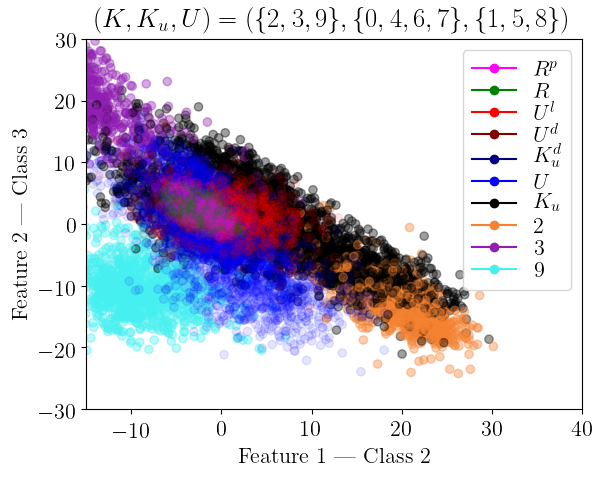 (K, K_u, U) = ({2, 3, 9}, {0, 4, 6, 7}, {1, 5, 8})
30
20
10
0
−10
−20
−30
Feature 2 — Class 3
R^p
R
U^l
U^d
K_u^d
U
K_u
2
3
9
−10
0
10
20
30
40
Feature 1 — Class 2